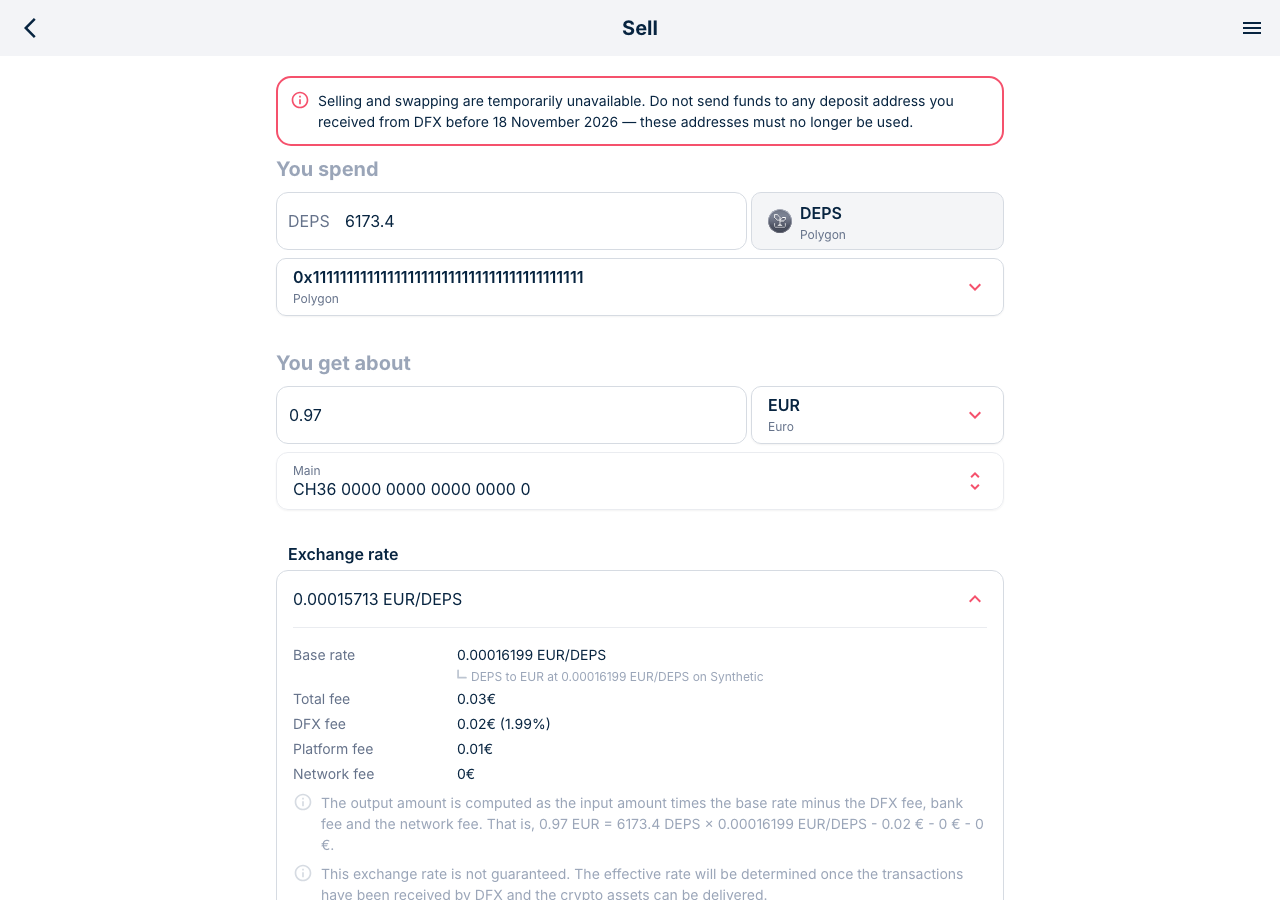 Sell
Selling and swapping are temporarily unavailable. Do not send funds to any deposit address you
received from DFX before 18 November 2026 — these addresses must no longer be used.
You spend
DEPS 6173.4
DEPS
Polygon
0x1111111111111111111111111111111111111111
Polygon
You get about
0.97
EUR
Euro
Main
CH36 0000 0000 0000 0000 0
Exchange rate
0.00015713 EUR/DEPS
Base rate 0.00016199 EUR/DEPS
DEPS to EUR at 0.00016199 EUR/DEPS on Synthetic
Total fee 0.03€
DFX fee 0.02€ (1.99%)
Platform fee 0.01€
Network fee 0€
The output amount is computed as the input amount times the base rate minus the DFX fee, bank
fee and the network fee. That is, 0.97 EUR = 6173.4 DEPS × 0.00016199 EUR/DEPS - 0.02 € - 0 € - 0
€.
This exchange rate is not guaranteed. The effective rate will be determined once the transactions
have been received by DFX and the crypto assets can be delivered.